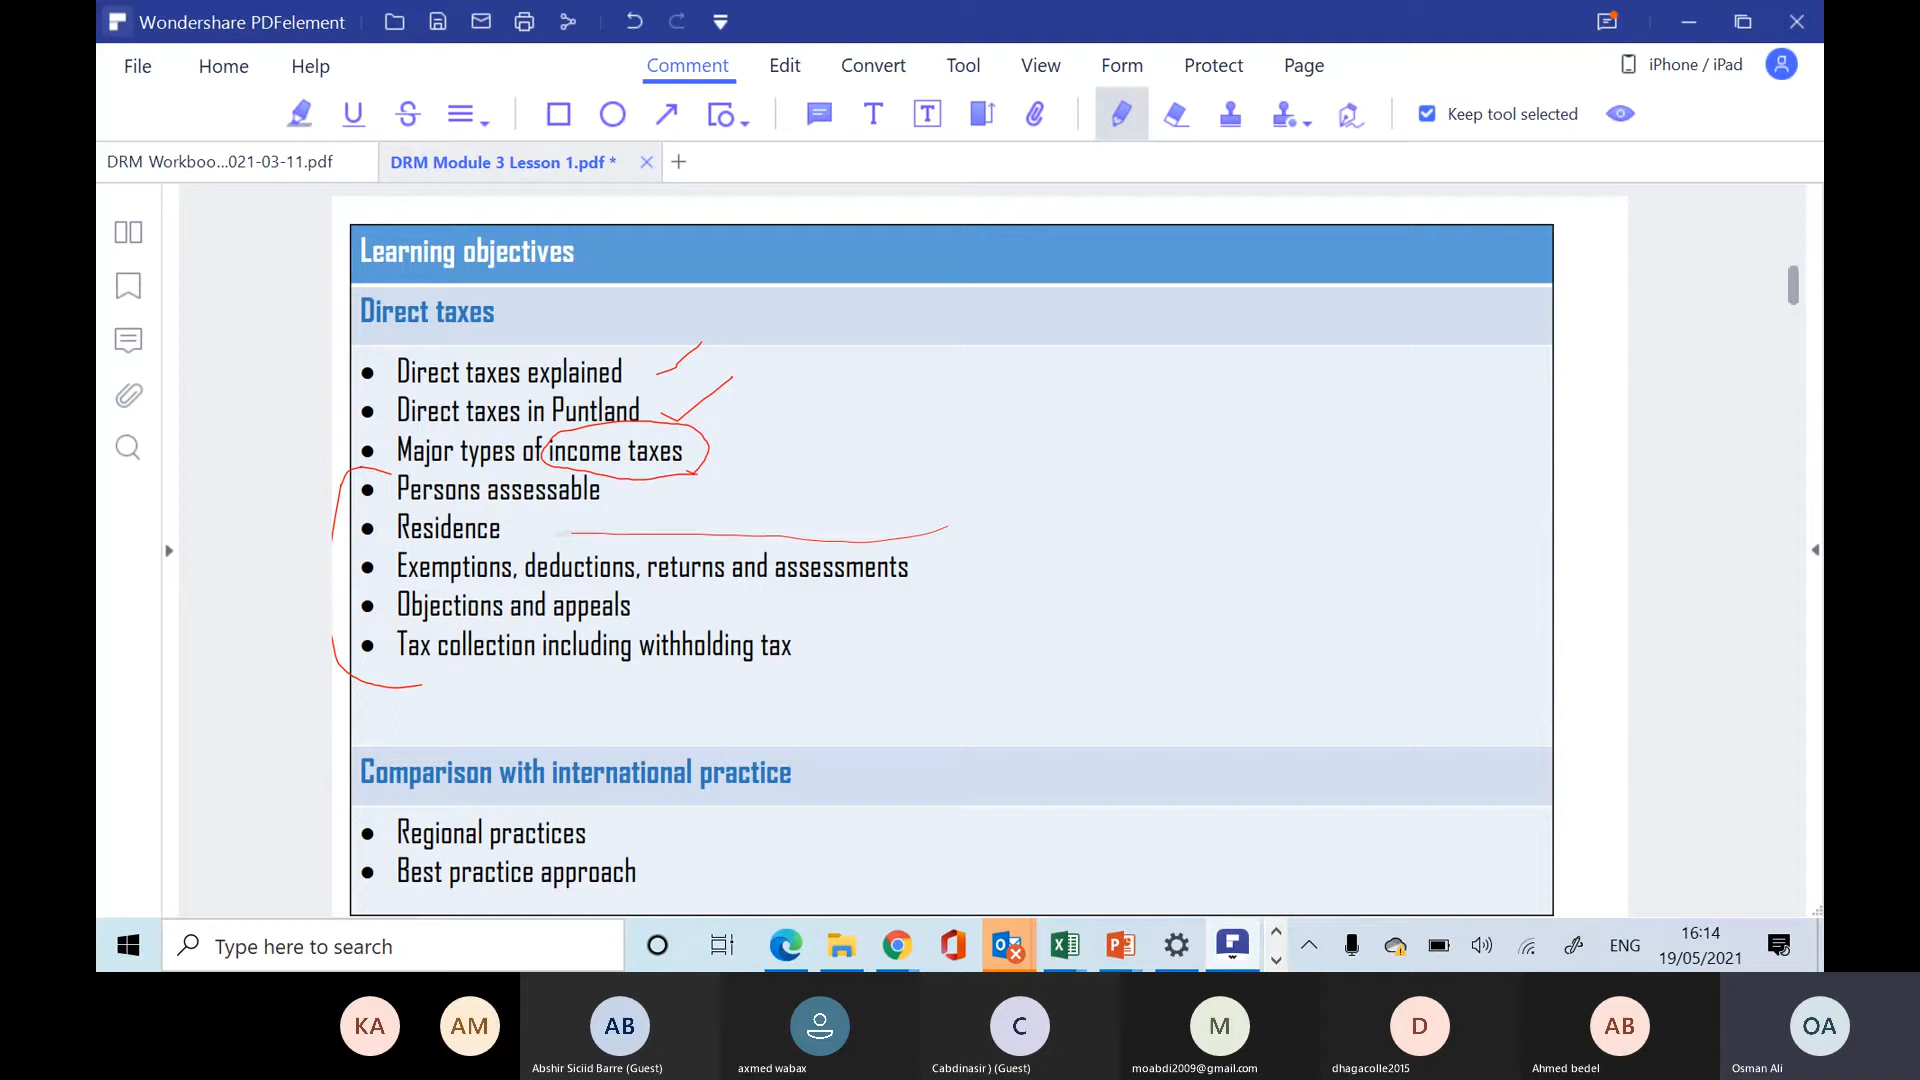 Wondershare PDFelement
File Home Help Comment Edit Convert Tool View Form Protect Page iPhone / iPad
Keep tool selected
DRM Workboo...021-03-11.pdf DRM Module 3 Lesson 1.pdf *
Learning objectives
Direct taxes
• Direct taxes explained
• Direct taxes in Puntland
• Major types of income taxes
• Persons assessable
• Residence
• Exemptions, deductions, returns and assessments
• Objections and appeals
• Tax collection including withholding tax
Comparison with international practice
• Regional practices
• Best practice approach
Type here to search
ENG
16:14
19/05/2021
KA AM AB C M D AB OA
Abshir Siciid Barre (Guest) axmed wabax Cabdinasir ) (Guest) moabdi2009@gmail.com dhagacolle2015 Ahmed bedel Osman Ali